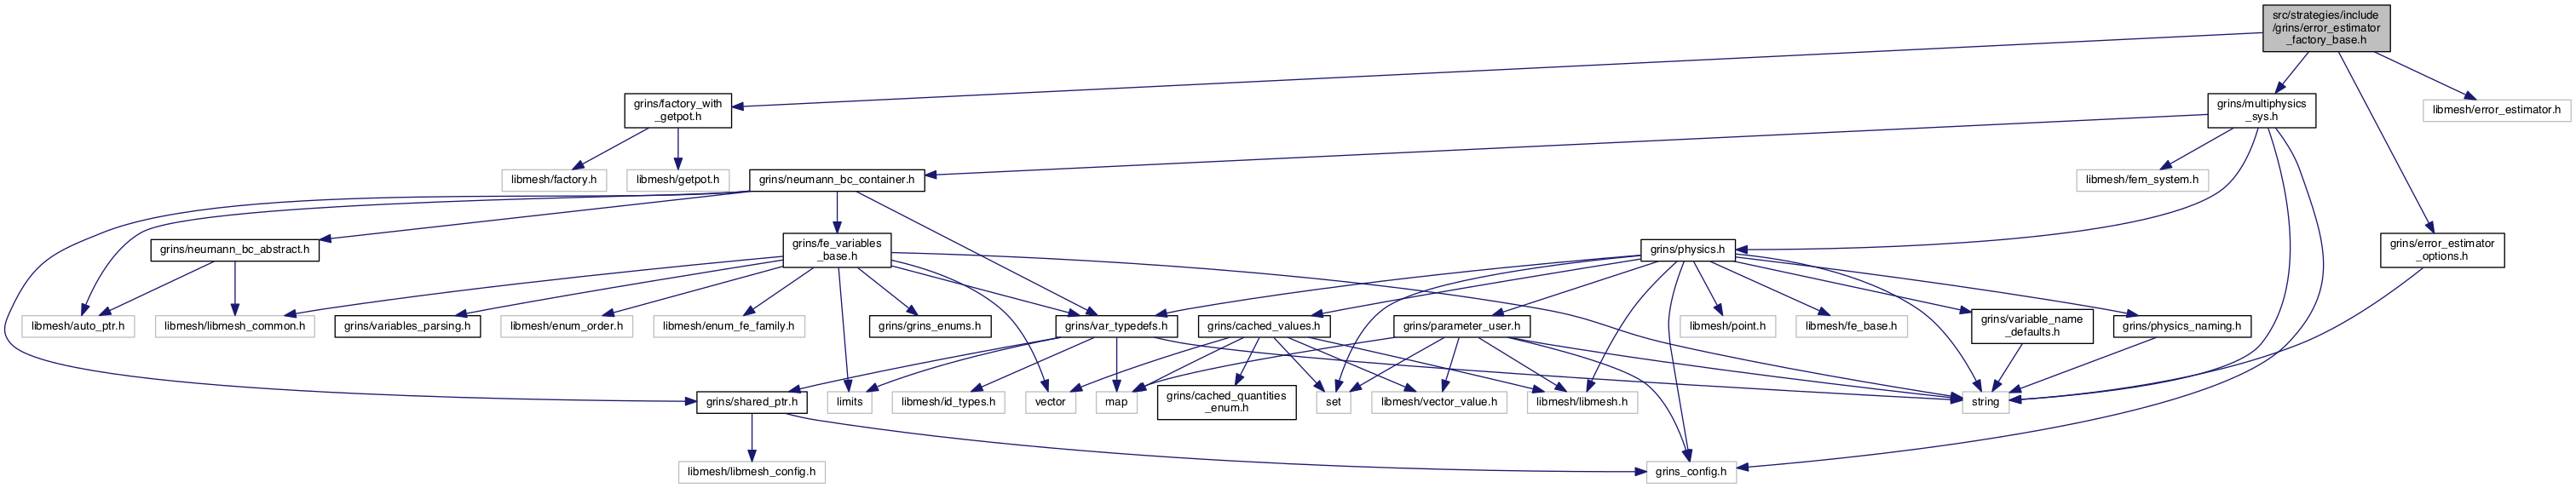 src/strategies/include
/grins/error_estimator
_factory_base.h
grins/factory_with
_getpot.h
grins/multiphysics
_sys.h
libmesh/error_estimator.h
libmesh/factory.h
libmesh/getpot.h
grins/neumann_bc_container.h
libmesh/fem_system.h
grins/neumann_bc_abstract.h
grins/fe_variables
_base.h
grins/physics.h
grins/error_estimator
_options.h
libmesh/auto_ptr.h
libmesh/libmesh_common.h
grins/variables_parsing.h
libmesh/enum_order.h
libmesh/enum_fe_family.h
grins/grins_enums.h
grins/var_typedefs.h
grins/cached_values.h
grins/parameter_user.h
libmesh/point.h
libmesh/fe_base.h
grins/variable_name
_defaults.h
grins/physics_naming.h
grins/shared_ptr.h
limits
libmesh/id_types.h
vector
map
grins/cached_quantities
_enum.h
set
libmesh/vector_value.h
libmesh/libmesh.h
string
libmesh/libmesh_config.h
grins_config.h